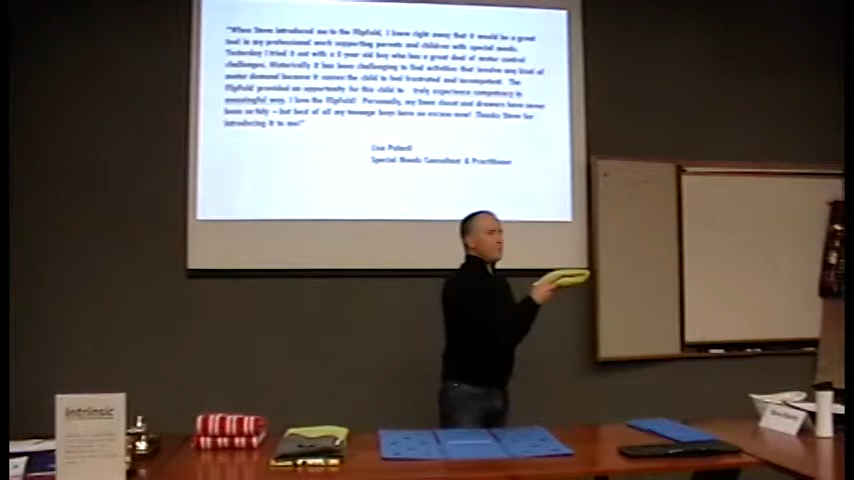 "When Steve introduced me to the FlipFold, I knew right away that it would be a great
tool in my professional work supporting parents and children with special needs.
Yesterday I tried it out with a 8 year old boy who has a great deal of motor control
challenges. Historically it has been challenging to find activities that involve any kind of
motor demand because it causes the child to feel frustrated and incompetent. The
FlipFold provided an opportunity for this child to truly experience competency in
meaningful way. I love the FlipFold! Personally, my linen closet and drawers have never
been so tidy – but best of all my teenage boys have no excuse now! Thanks Steve for
introducing it to me!"
Lisa
Special Needs Consultant & Practitioner
Intrinsic